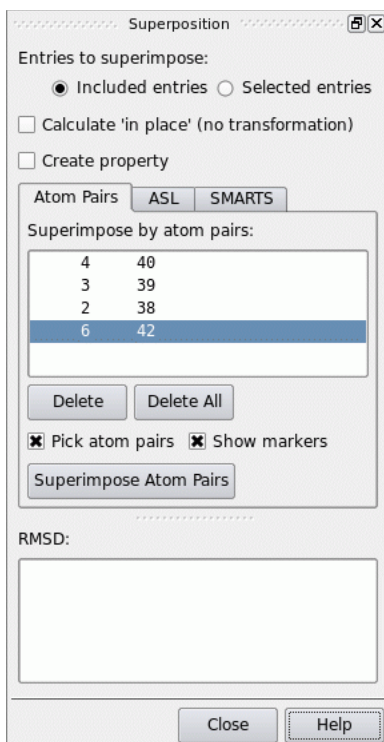 Superposition
Entries to superimpose:
Included entries Selected entries
Calculate 'in place' (no transformation)
Create property
Atom Pairs ASL SMARTS
Superimpose by atom pairs:
4 40
3 39
2 38
6 42
Delete Delete All
Pick atom pairs Show markers
Superimpose Atom Pairs
RMSD:
Close Help